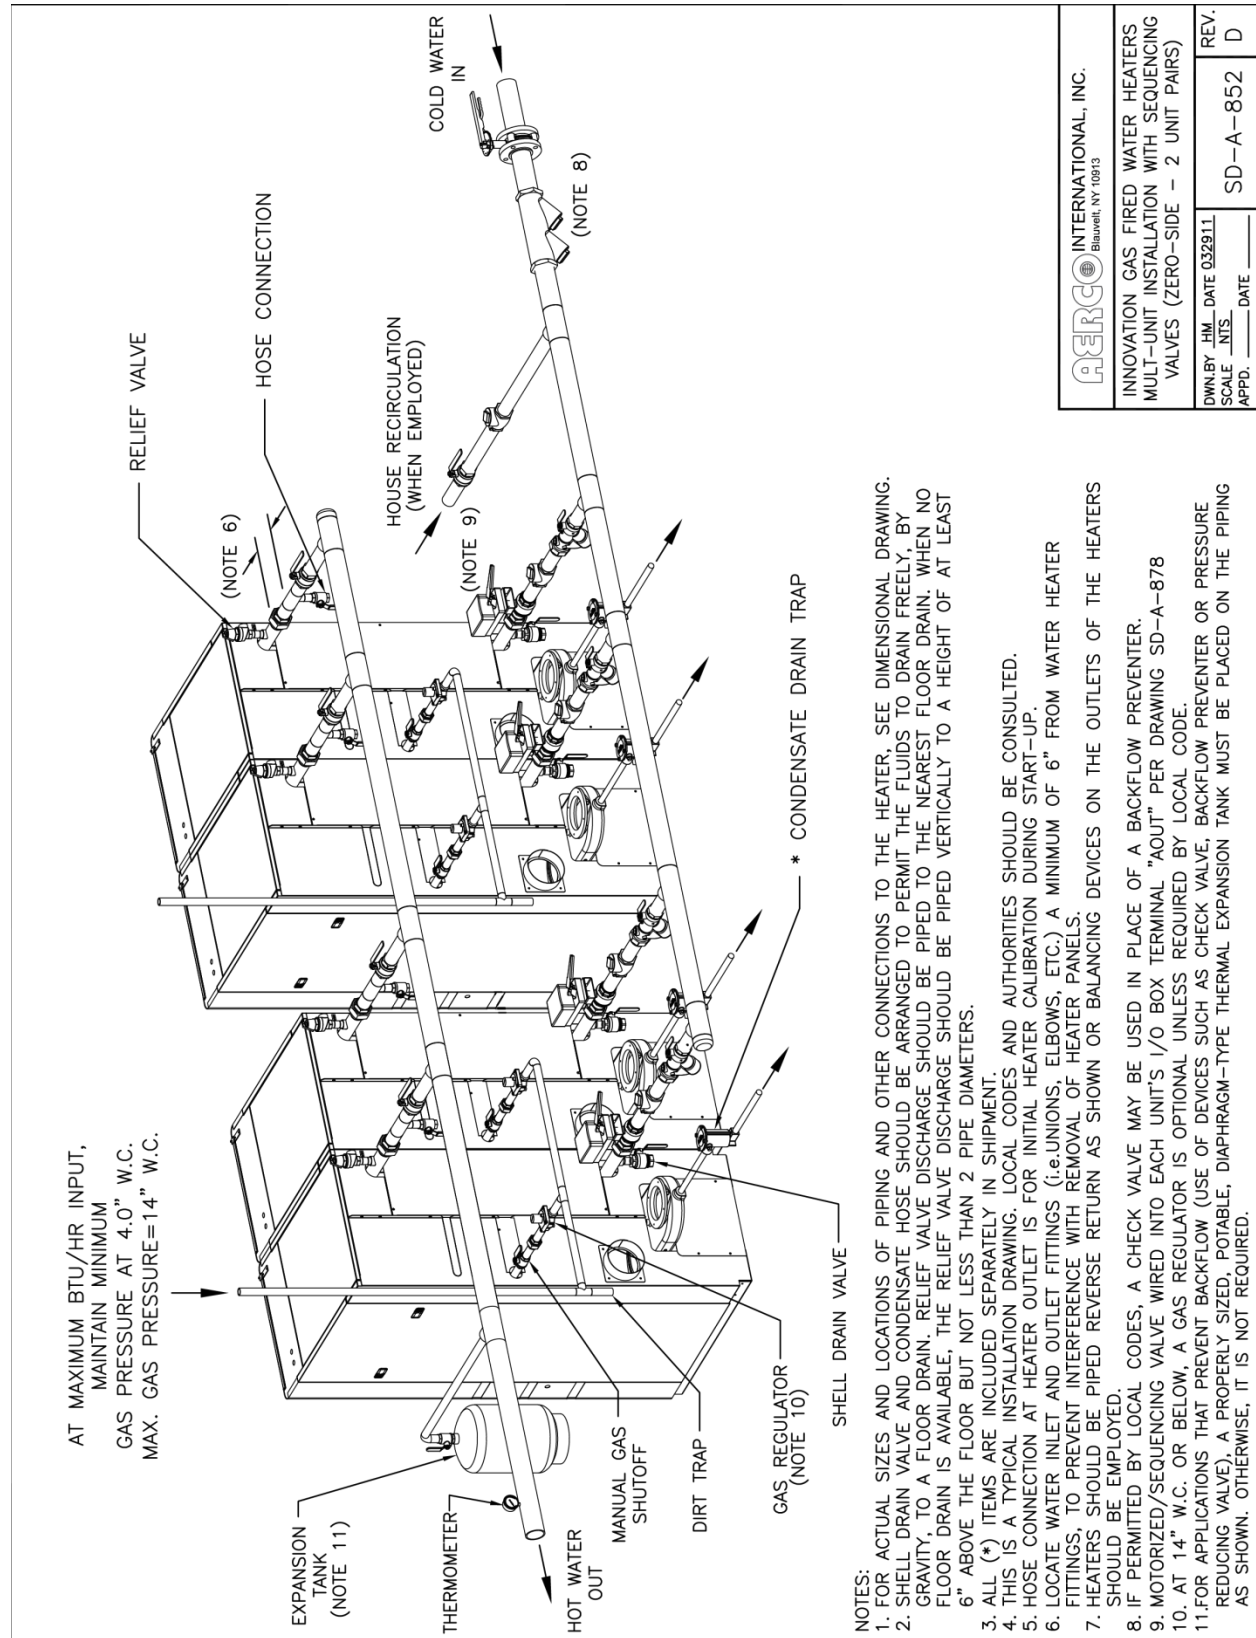 AT MAXIMUM BTU/HR INPUT,
MAINTAIN MINIMUM
GAS PRESSURE AT 4.0" W.C.
MAX. GAS PRESSURE=14" W.C.
RELIEF VALVE
(NOTE 6)
HOSE CONNECTION
HOUSE RECIRCULATION
(WHEN EMPLOYED)
COLD WATER
IN
(NOTE 8)
(NOTE 9)
EXPANSION
TANK
(NOTE 11)
THERMOMETER
HOT WATER
OUT
MANUAL GAS
SHUTOFF
DIRT TRAP
GAS REGULATOR
(NOTE 10)
SHELL DRAIN VALVE
* CONDENSATE DRAIN TRAP
NOTES:
1. FOR ACTUAL SIZES AND LOCATIONS OF PIPING AND OTHER CONNECTIONS TO THE HEATER, SEE DIMENSIONAL DRAWING.
2. SHELL DRAIN VALVE AND CONDENSATE HOSE SHOULD BE ARRANGED TO PERMIT THE FLUIDS TO DRAIN FREELY, BY
GRAVITY, TO A FLOOR DRAIN. RELIEF VALVE DISCHARGE SHOULD BE PIPED TO THE NEAREST FLOOR DRAIN. WHEN NO
FLOOR DRAIN IS AVAILABLE, THE RELIEF VALVE DISCHARGE SHOULD BE PIPED VERTICALLY TO A HEIGHT OF AT LEAST
6" ABOVE THE FLOOR BUT NOT LESS THAN 2 PIPE DIAMETERS.
3. ALL (*) ITEMS ARE INCLUDED SEPARATELY IN SHIPMENT.
4. THIS IS A TYPICAL INSTALLATION DRAWING. LOCAL CODES AND AUTHORITIES SHOULD BE CONSULTED.
5. HOSE CONNECTION AT HEATER OUTLET IS FOR INITIAL HEATER CALIBRATION DURING START-UP.
6. LOCATE WATER INLET AND OUTLET FITTINGS (i.e.UNIONS, ELBOWS, ETC.) A MINIMUM OF 6" FROM WATER HEATER
FITTINGS, TO PREVENT INTERFERENCE WITH REMOVAL OF HEATER PANELS.
7. HEATERS SHOULD BE PIPED REVERSE RETURN AS SHOWN OR BALANCING DEVICES ON THE OUTLETS OF THE HEATERS
SHOULD BE EMPLOYED.
8. IF PERMITTED BY LOCAL CODES, A CHECK VALVE MAY BE USED IN PLACE OF A BACKFLOW PREVENTER.
9. MOTORIZED/SEQUENCING VALVE WIRED INTO EACH UNIT'S I/O BOX TERMINAL "AOUT" PER DRAWING SD-A-878
10. AT 14" W.C. OR BELOW, A GAS REGULATOR IS OPTIONAL UNLESS REQUIRED BY LOCAL CODE.
11.FOR APPLICATIONS THAT PREVENT BACKFLOW (USE OF DEVICES SUCH AS CHECK VALVE, BACKFLOW PREVENTER OR PRESSURE
REDUCING VALVE), A PROPERLY SIZED, POTABLE, DIAPHRAGM-TYPE THERMAL EXPANSION TANK MUST BE PLACED ON THE PIPING
AS SHOWN. OTHERWISE, IT IS NOT REQUIRED.
AERCO INTERNATIONAL, INC.
Blauvelt, NY 10913
INNOVATION GAS FIRED WATER HEATERS
MULT-UNIT INSTALLATION WITH SEQUENCING
VALVES (ZERO-SIDE - 2 UNIT PAIRS)
DWN.BY HM DATE 032911
SCALE NTS
APPD. DATE
SD-A-852
REV.
D